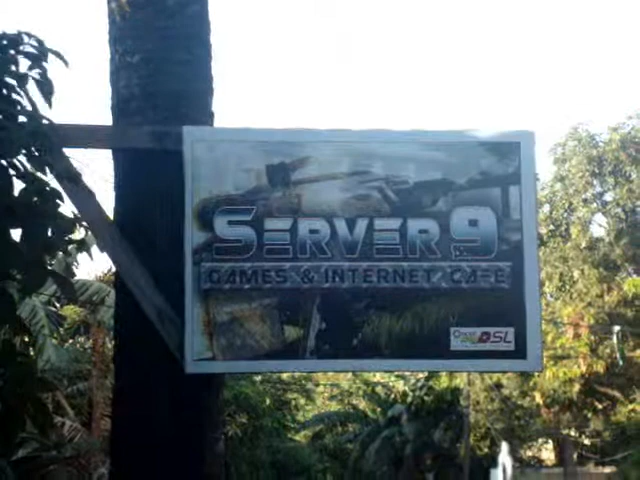 SERVER 9
GAMES & INTERNET CAFE
DSL